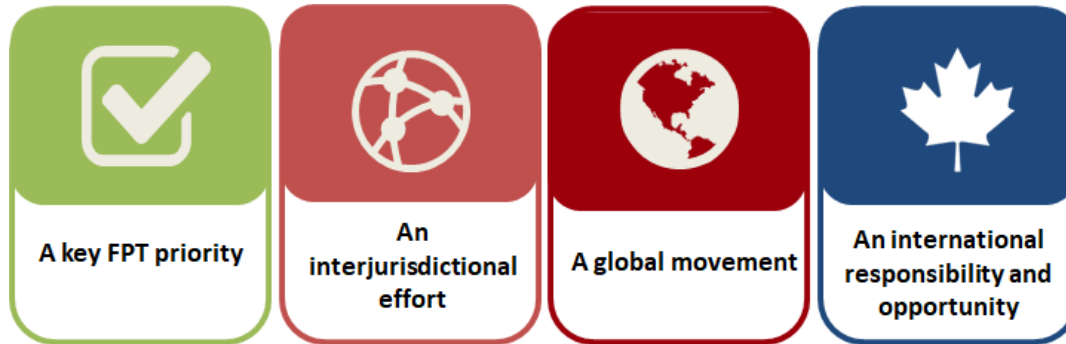 A key FPT priority
An
interjurisdictional
effort
A global movement
An international
responsibility and
opportunity